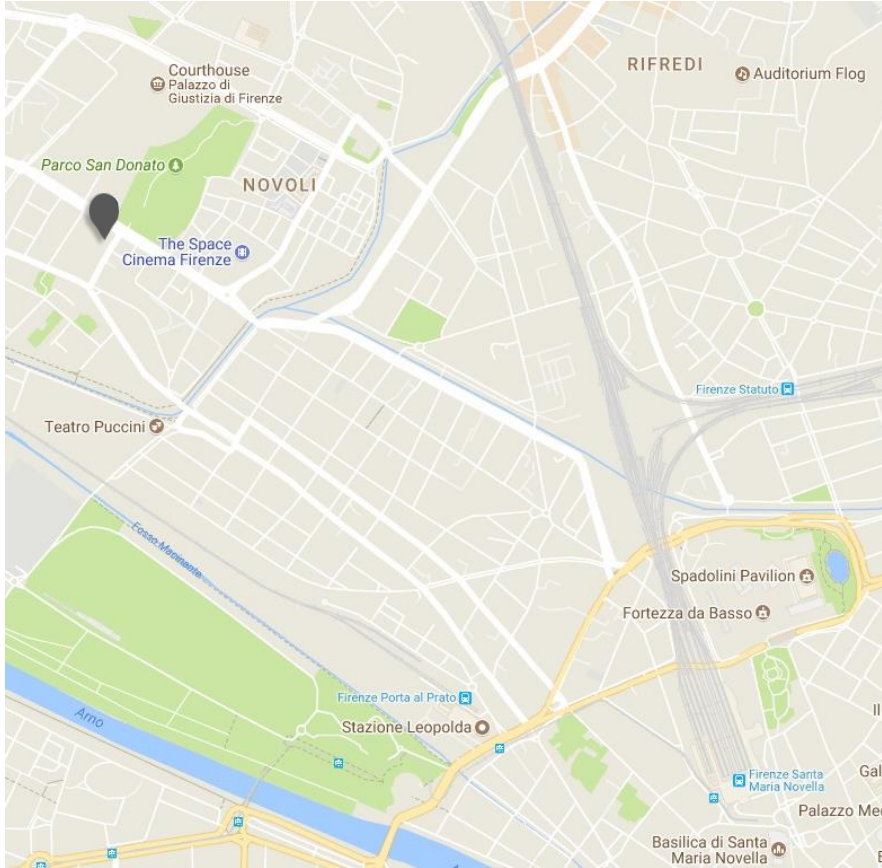 Courthouse
Palazzo di
Giustizia di Firenze
RIFREDI
Auditorium Flog
Parco San Donato
NOVOLI
The Space
Cinema Firenze
Firenze Statuto
Teatro Puccini
Fosso Macinante
Spadolini Pavilion
Fortezza da Basso
Firenze Porta al Prato
Arno
Stazione Leopolda
Il
Firenze Santa
Maria Novella
Gal
Palazzo Me
Basilica di Santa
Maria Novella